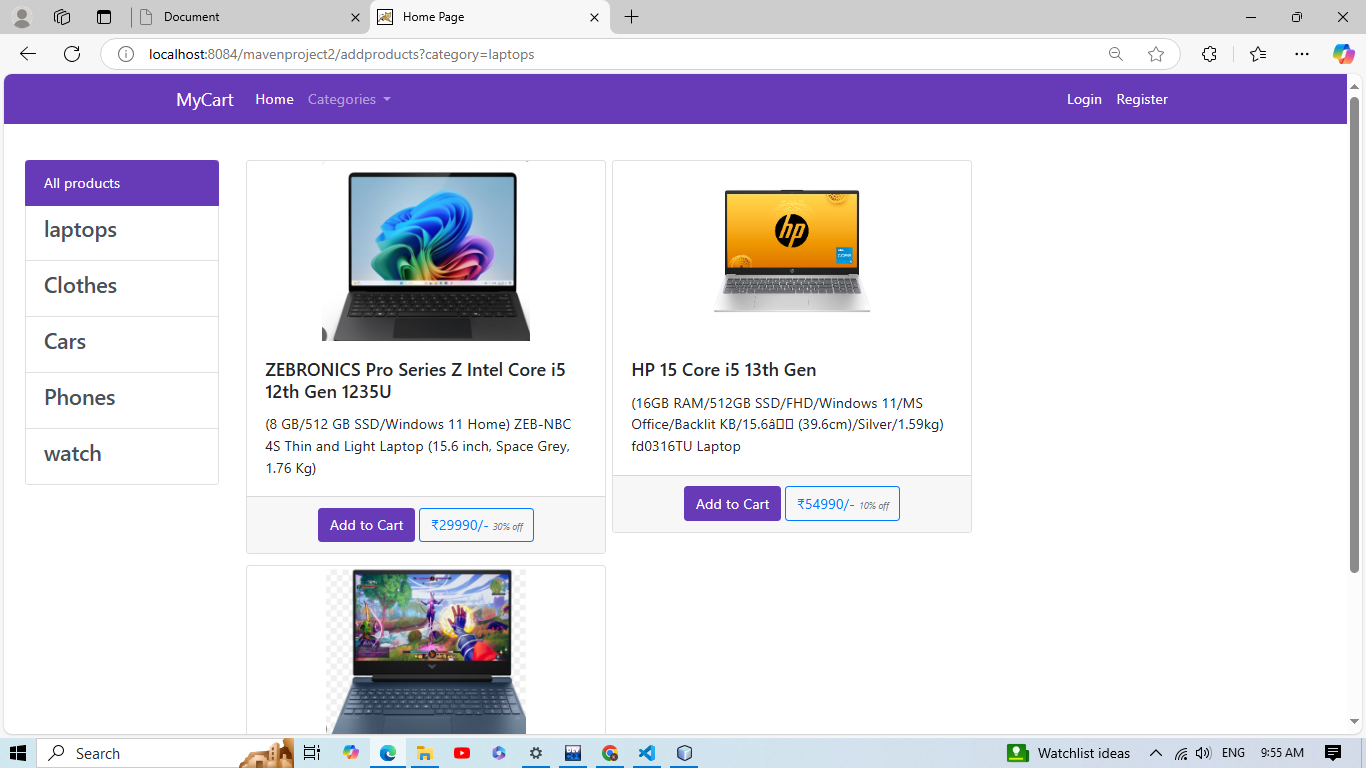 Document
Home Page
localhost:8084/mavenproject2/addproducts?category=laptops
MyCart
Home
Categories
Login
Register
All products
laptops
Clothes
Cars
Phones
watch
hp
ZEBRONICS Pro Series Z Intel Core i5
12th Gen 1235U
(8 GB/512 GB SSD/Windows 11 Home) ZEB-NBC
4S Thin and Light Laptop (15.6 inch, Space Grey,
1.76 Kg)
Add to Cart
₹29990/- 30% off
HP 15 Core i5 13th Gen
(16GB RAM/512GB SSD/FHD/Windows 11/MS
Office/Backlit KB/15.6â (39.6cm)/Silver/1.59kg)
fd0316TU Laptop
Add to Cart
₹54990/- 10% off
Search
Watchlist ideas
ENG
9:55 AM